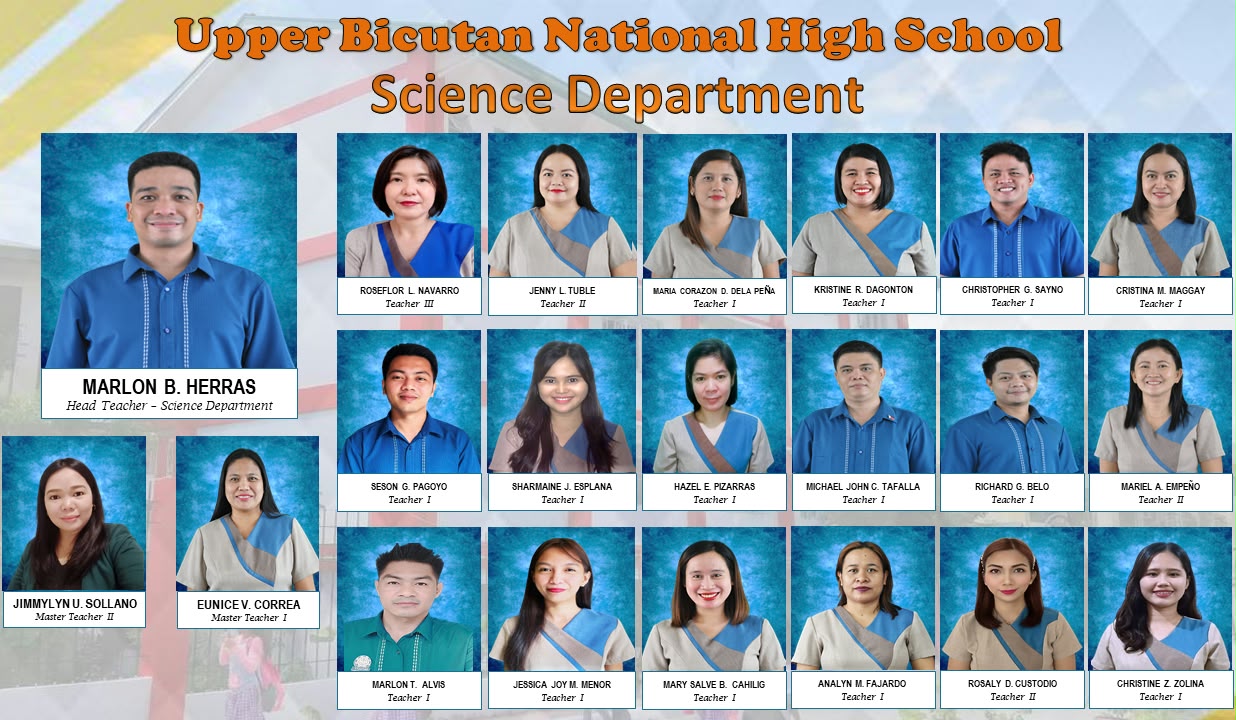 Upper Bicutan National High School
Science Department
MARLON B. HERRAS
Head Teacher – Science Department
JIMMYLYN U. SOLLANO
Master Teacher II
EUNICE V. CORREA
Master Teacher I
ROSEFLOR L. NAVARRO
Teacher III
JENNY L. TUBLE
Teacher II
MARIA CORAZON D. DELA PEÑA
Teacher I
KRISTINE R. DAGONTON
Teacher I
CHRISTOPHER G. SAYNO
Teacher I
CRISTINA M. MAGGAY
Teacher I
SESON G. PAGOYO
Teacher I
SHARMAINE J. ESPLANA
Teacher I
HAZEL E. PIZARRAS
Teacher I
MICHAEL JOHN C. TAFALLA
Teacher I
RICHARD G. BELO
Teacher I
MARIEL A. EMPEÑO
Teacher II
MARLON T. ALVIS
Teacher I
JESSICA JOY M. MENOR
Teacher I
MARY SALVE B. CAHILIG
Teacher I
ANALYN M. FAJARDO
Teacher I
ROSALY D. CUSTODIO
Teacher II
CHRISTINE Z. ZOLINA
Teacher I